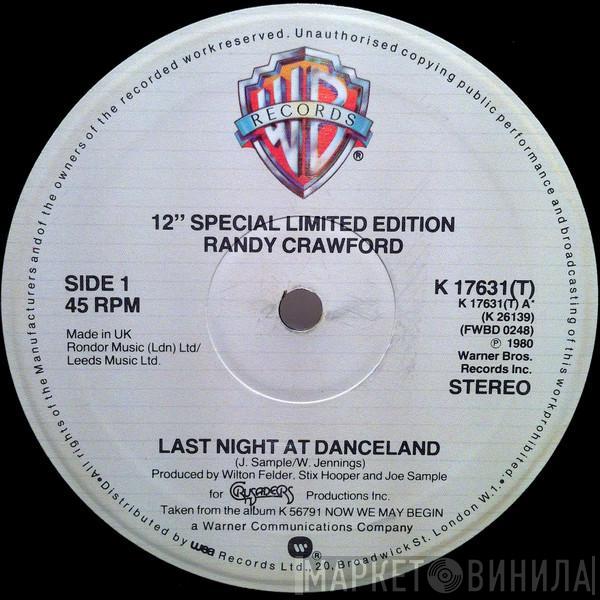 All rights of the Manufacturers and of the owners of the recorded work reserved. Unauthorised copying public performance and broadcasting of this work prohibited.
WB
RECORDS
®
12” SPECIAL LIMITED EDITION
RANDY CRAWFORD
SIDE 1
45 RPM
Made in UK
Rondor Music (Ldn) Ltd/
Leeds Music Ltd.
K 17631(T)
K 17631(T) A*
(K 26139)
(FWBD 0248)
℗ 1980
Warner Bros.
Records Inc.
STEREO
LAST NIGHT AT DANCELAND
(J. Sample/W. Jennings)
Produced by Wilton Felder, Stix Hooper and Joe Sample
for CRUSADERS Productions Inc.
Taken from the album K 56791 NOW WE MAY BEGIN
a Warner Communications Company
®
•Distributed by wea Records Ltd., 20, Broadwick St. London W.1.•
МАРКЕТ ВИНИЛА